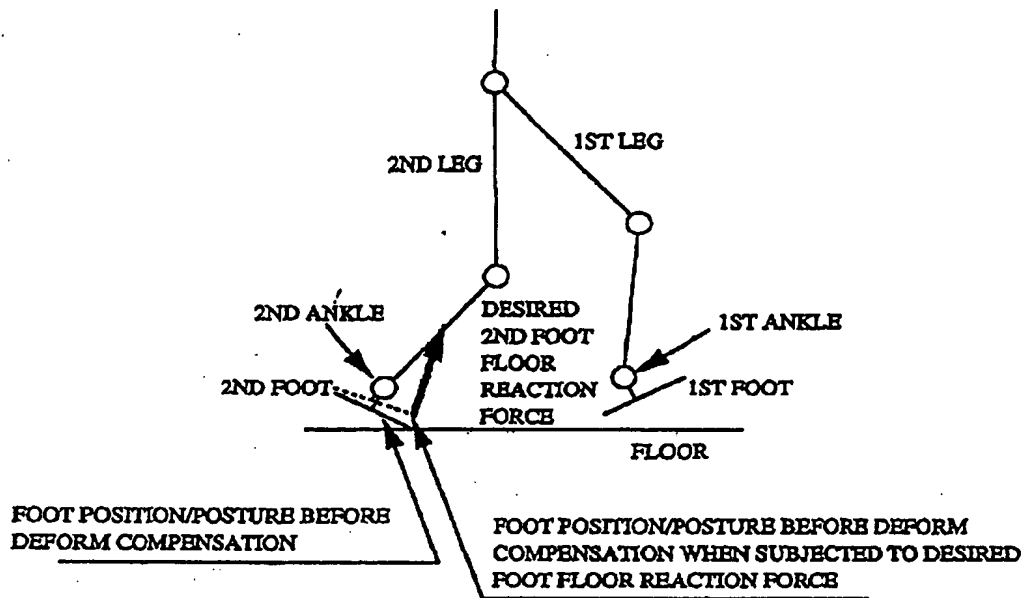 1ST LEG
2ND LEG
2ND ANKLE
DESIRED
2ND FOOT
FLOOR
REACTION
FORCE
1ST ANKLE
2ND FOOT
1ST FOOT
FLOOR
FOOT POSITION/POSTURE BEFORE
DEFORM COMPENSATION
FOOT POSITION/POSTURE BEFORE DEFORM
COMPENSATION WHEN SUBJECTED TO DESIRED
FOOT FLOOR REACTION FORCE